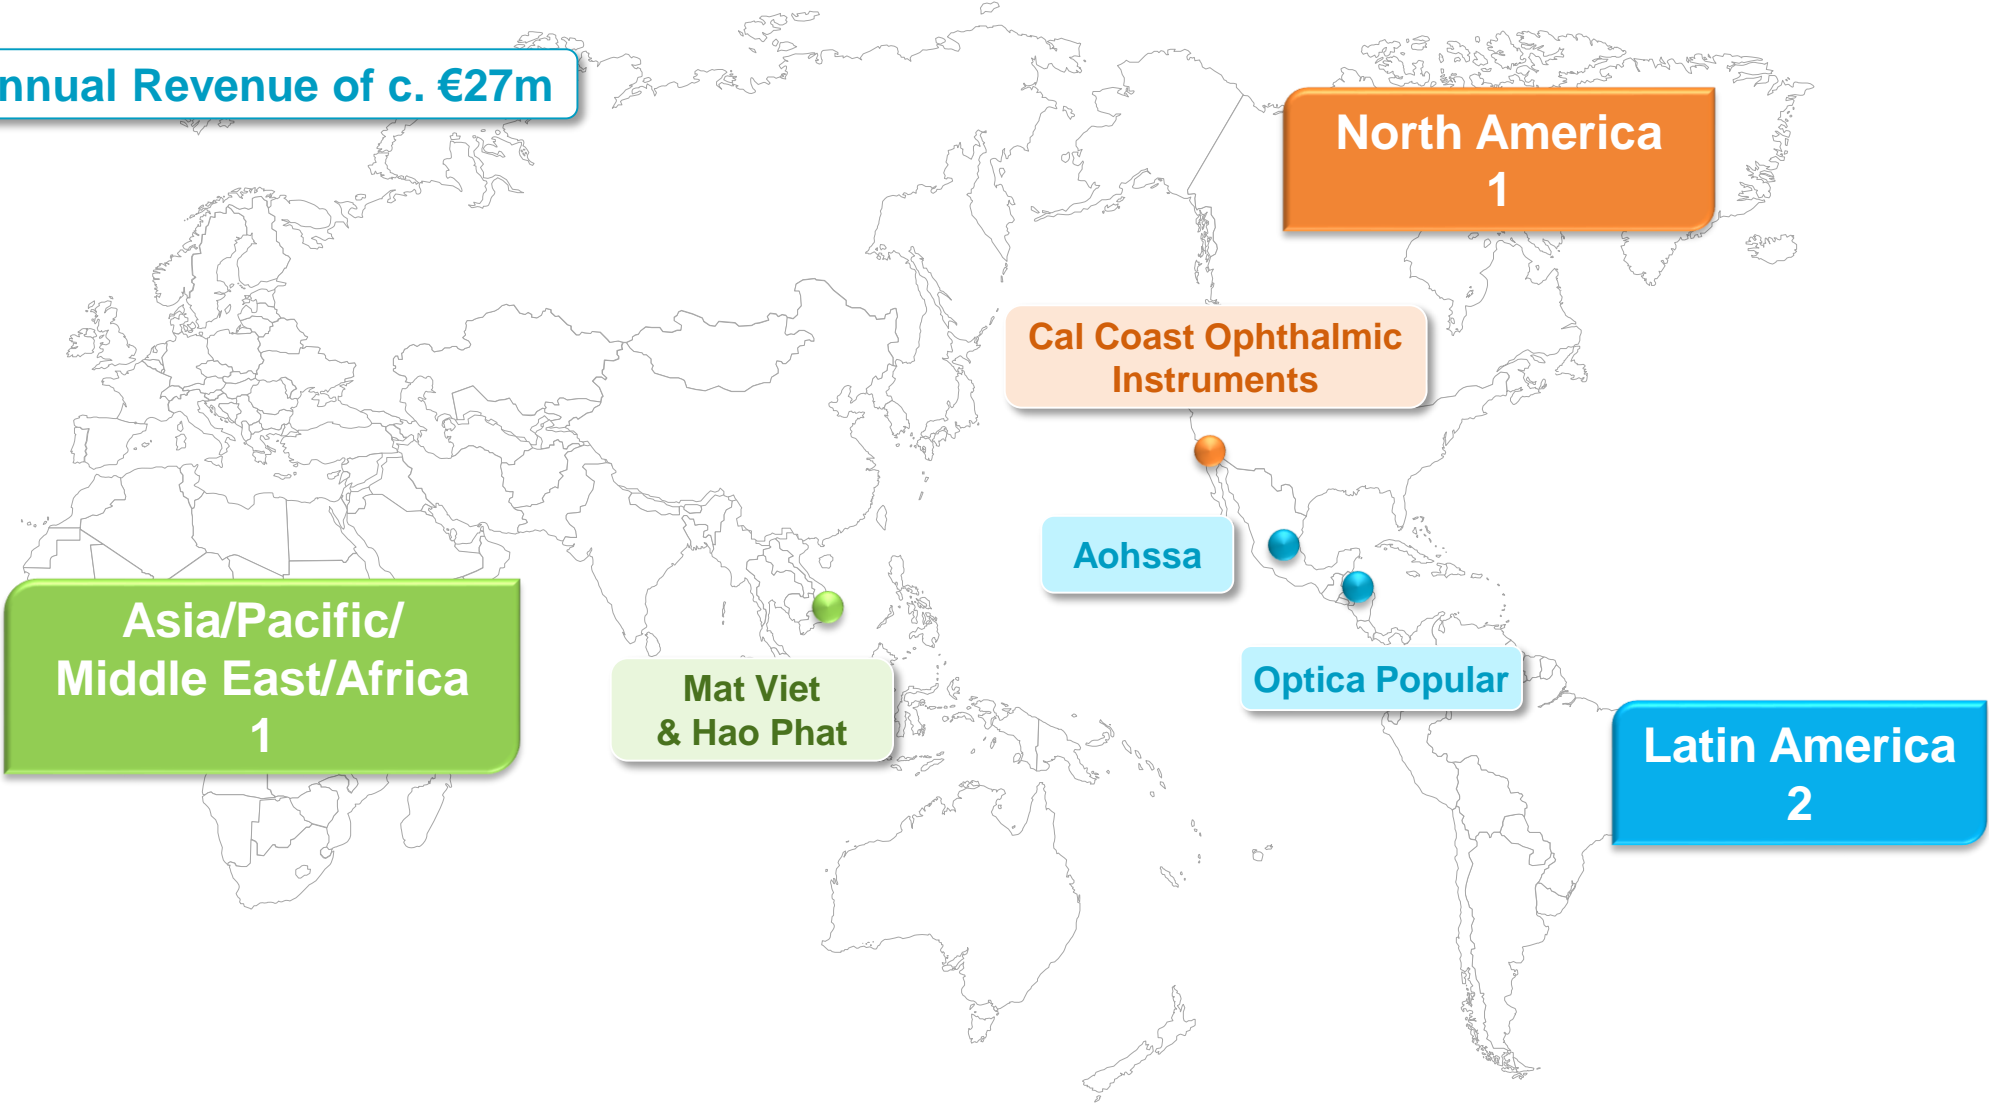 nnual Revenue of c. €27m
North America
1
Cal Coast Ophthalmic
Instruments
Aohssa
Asia/Pacific/
Middle East/Africa
1
Mat Viet
& Hao Phat
Optica Popular
Latin America
2